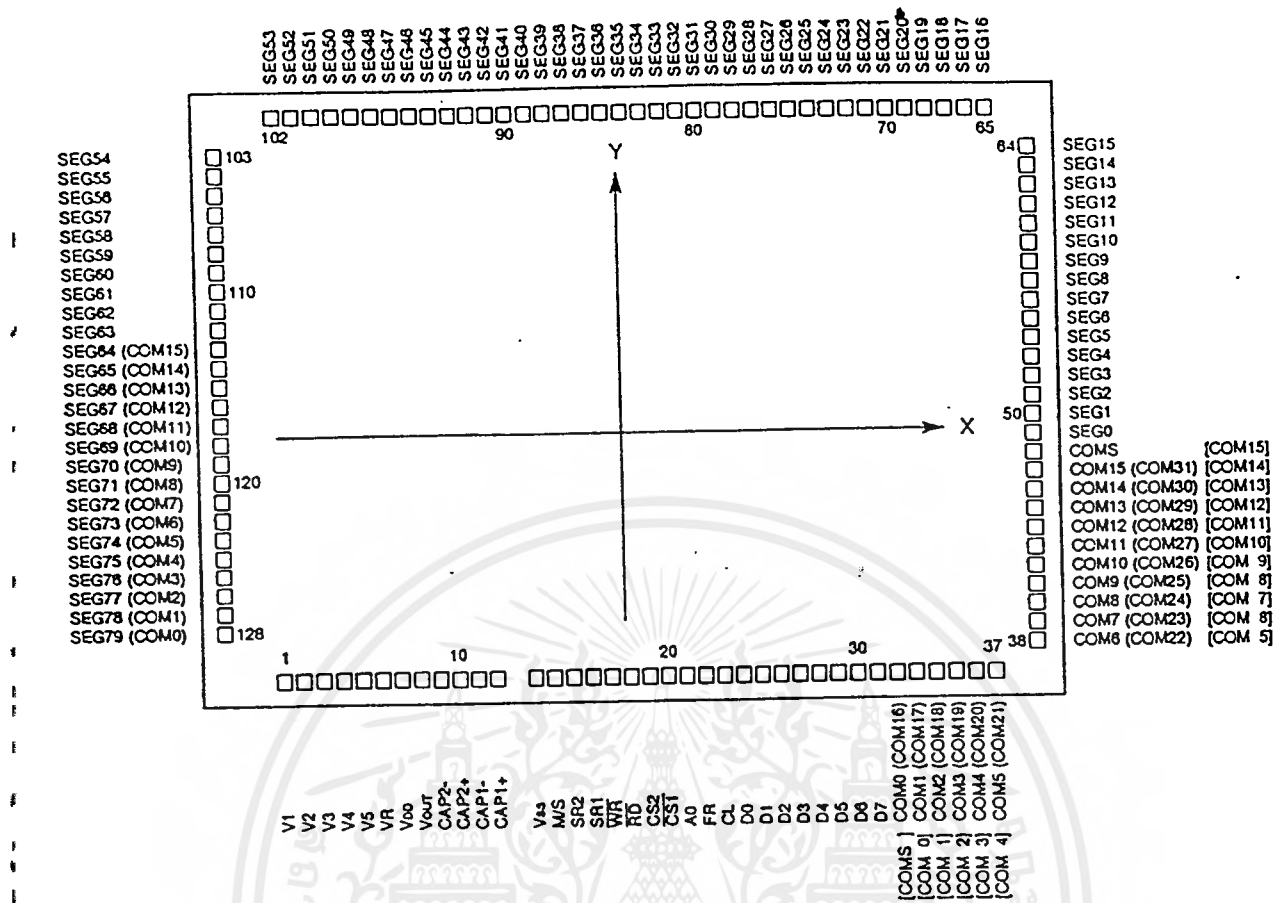 SEG53
SEG52
SEG51
SEG50
SEG49
SEG48
SEG47
SEG46
SEG45
SEG44
SEG43
SEG42
SEG41
SEG40
SEG39
SEG38
SEG37
SEG36
SEG35
SEG34
SEG33
SEG32
SEG31
SEG30
SEG29
SEG28
SEG27
SEG26
SEG25
SEG24
SEG23
SEG22
SEG21
SEG20
SEG19
SEG18
SEG17
SEG16
102 90 80 70 65
SEG54 103
SEG55
SEG56
SEG57
SEG58
SEG59
SEG60
SEG61 110
SEG62
SEG63
SEG64 (COM15)
SEG65 (COM14)
SEG66 (COM13)
SEG67 (COM12)
SEG68 (COM11)
SEG69 (COM10)
SEG70 (COM9)
SEG71 (COM8) 120
SEG72 (COM7)
SEG73 (COM6)
SEG74 (COM5)
SEG75 (COM4)
SEG76 (COM3)
SEG77 (COM2)
SEG78 (COM1)
SEG79 (COM0) 128
Y
X
64 SEG15
SEG14
SEG13
SEG12
SEG11
SEG10
SEG9
SEG8
SEG7
SEG6
SEG5
SEG4
SEG3
SEG2
50 SEG1
SEG0
COMS [COM15]
COM15 (COM31) [COM14]
COM14 (COM30) [COM13]
COM13 (COM29) [COM12]
COM12 (COM28) [COM11]
COM11 (COM27) [COM10]
COM10 (COM26) [COM 9]
COM9 (COM25) [COM 8]
COM8 (COM24) [COM 7]
COM7 (COM23) [COM 8]
38 COM6 (COM22) [COM 5]
1 10 20 30 37
V1
V2
V3
V4
V5
VR
VDD
VOUT
CAP2-
CAP2+
CAP1-
CAP1+
Vss
M/S
SR2
SR1
WR
RD
CS2
CS1
A0
FR
CL
D0
D1
D2
D3
D4
D5
D6
D7
[COMS ] COM0 (COM16)
[COM 0] COM1 (COM17)
[COM 1] COM2 (COM18)
[COM 2] COM3 (COM19)
[COM 3] COM4 (COM20)
[COM 4] COM5 (COM21)